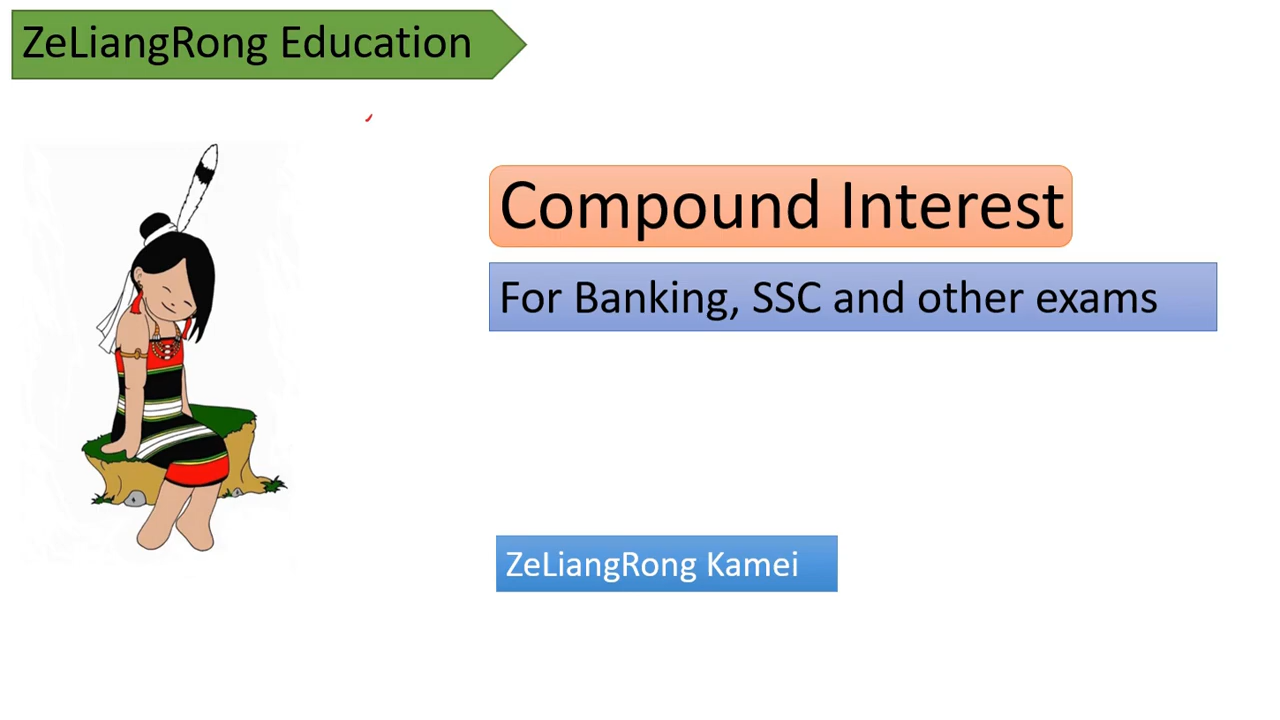 ZeLiangRong Education
Compound Interest
For Banking, SSC and other exams
ZeLiangRong Kamei